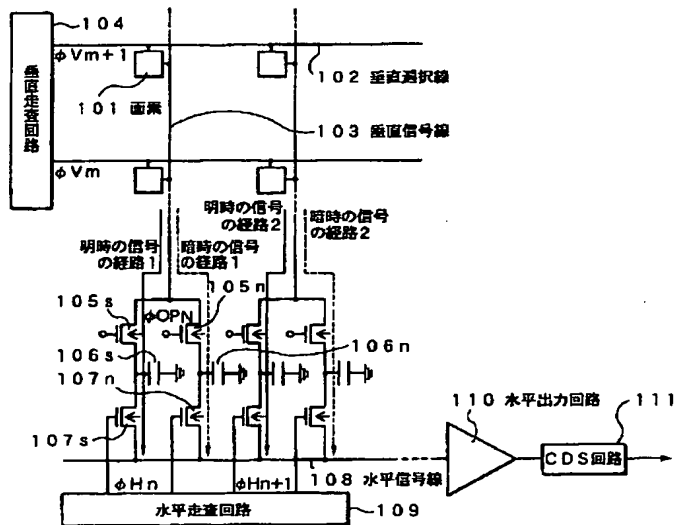 104
垂直走査回路
φVm+1
102 垂直選択線
101 画素
103 垂直信号線
φVm
明時の信号
の経路2
暗時の信号
の経路2
明時の信号
の経路1
暗時の信号
の経路1
105s
105n
φOPN
106s
106n
107n
107s
110 水平出力回路
111
CDS回路
108 水平信号線
φHn
φHn+1
水平走査回路
109